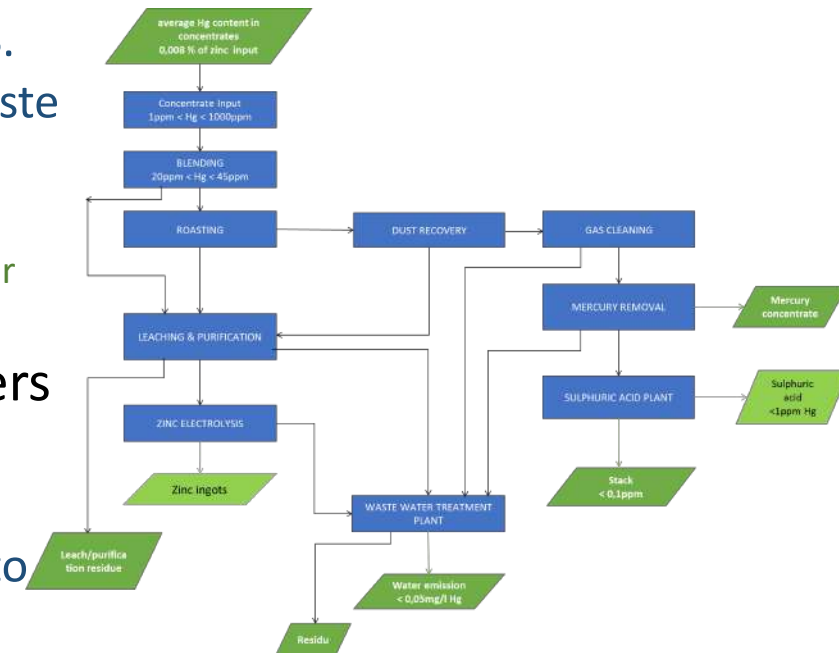 average Hg content in
concentrates
0,008 % of zinc input
.
ste
Concentrate Input
1ppm < Hg < 1000ppm
BLENDING
20ppm < Hg < 45ppm
ROASTING
DUST RECOVERY
GAS CLEANING
r
MERCURY REMOVAL
Mercury
concentrate
LEACHING & PURIFICATION
ers
SULPHURIC ACID PLANT
Sulphuric
acid
<1ppm Hg
ZINC ELECTROLYSIS
Zinc ingots
Stack
< 0,1ppm
WASTE WATER TREATMENT
PLANT
to
Leach/purifica
tion residue
Water emission
< 0,05mg/l Hg
Residu